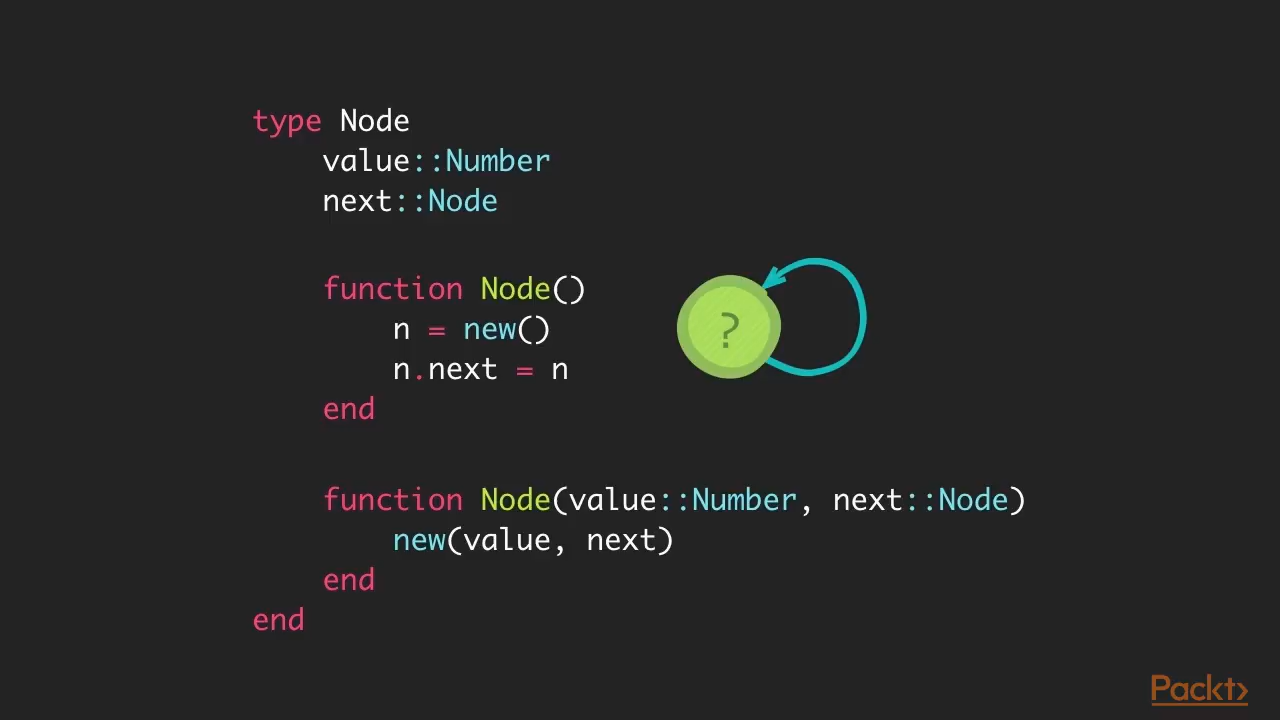 type Node
    value::Number
    next::Node
    function Node()
        n = new()
        n.next = n
    end
?
    function Node(value::Number, next::Node)
        new(value, next)
    end
end
Packt>